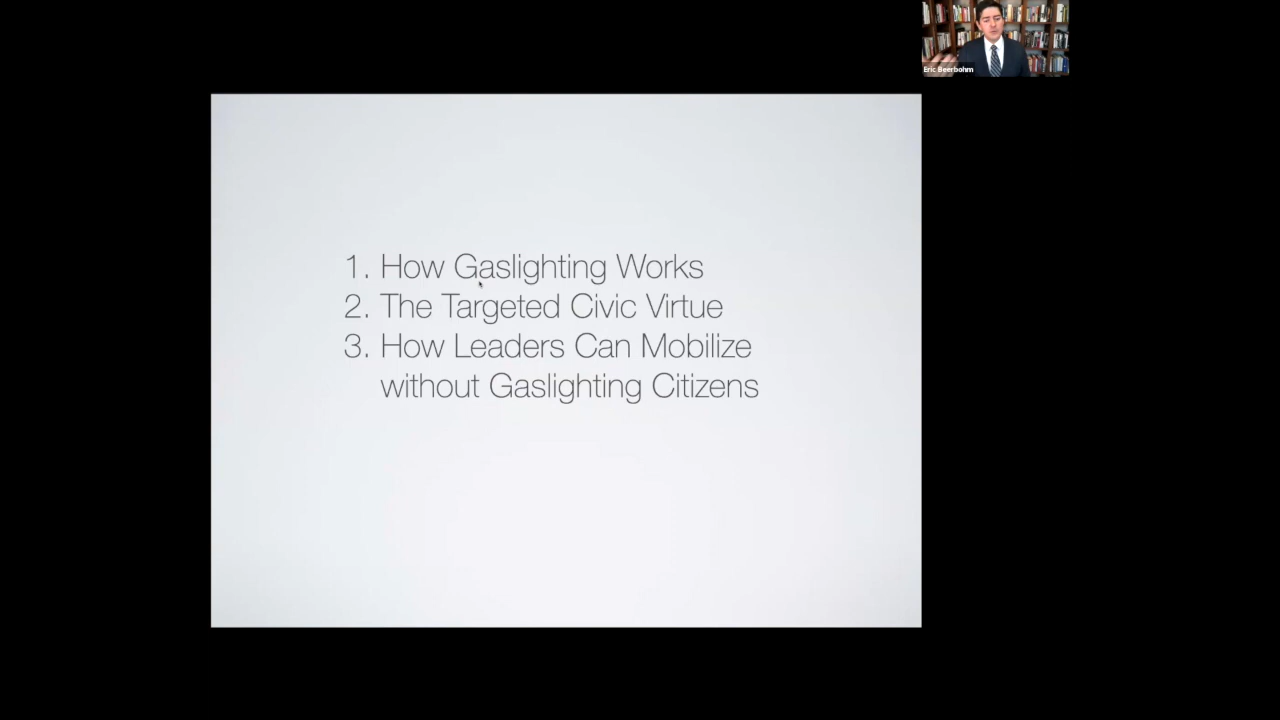 Eric Beerbohm
1. How Gaslighting Works
2. The Targeted Civic Virtue
3. How Leaders Can Mobilize
without Gaslighting Citizens